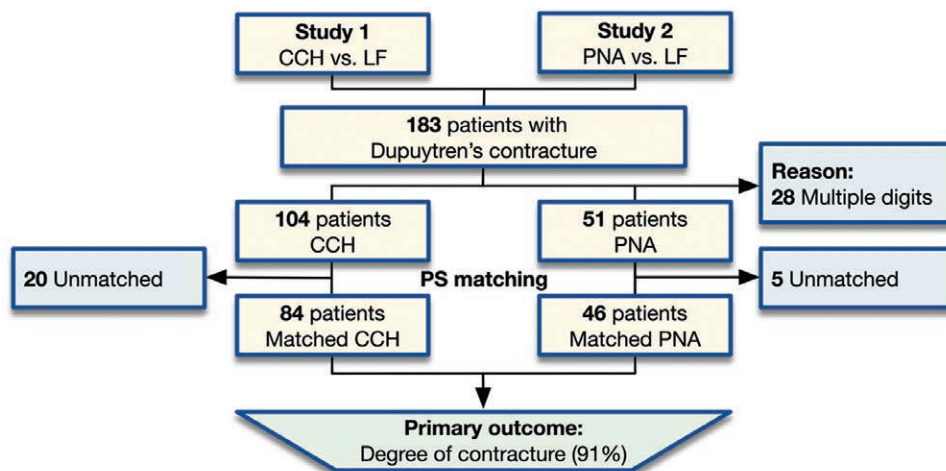 Study 1
CCH vs. LF
Study 2
PNA vs. LF
183 patients with
Dupuytren's contracture
Reason:
28 Multiple digits
104 patients
CCH
51 patients
PNA
20 Unmatched
PS matching
5 Unmatched
84 patients
Matched CCH
46 patients
Matched PNA
Primary outcome:
Degree of contracture (91%)